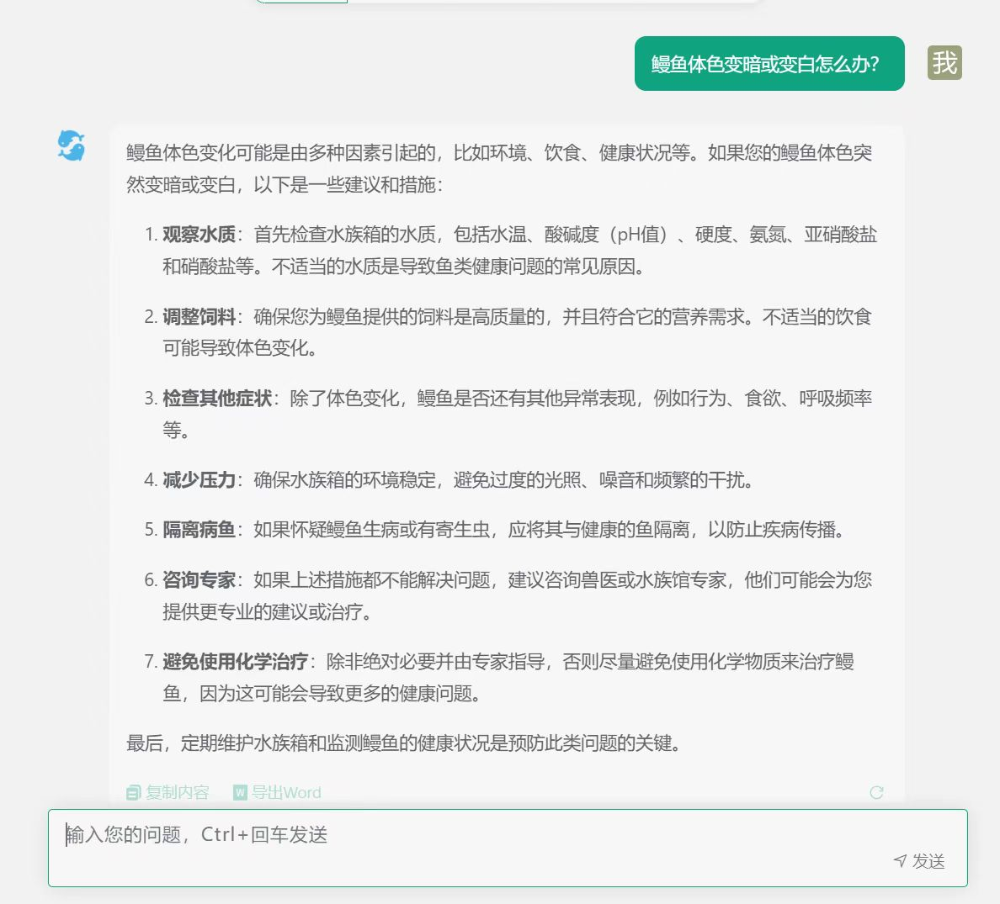 鳗鱼体色变暗或变白怎么办？
我
鳗鱼体色变化可能是由多种因素引起的，比如环境、饮食、健康状况等。如果您的鳗鱼体色突
然变暗或变白，以下是一些建议和措施：
1. 观察水质：首先检查水族箱的水质，包括水温、酸碱度（pH值）、硬度、氨氮、亚硝酸盐
和硝酸盐等。不适当的水质是导致鱼类健康问题的常见原因。
2. 调整饲料：确保您为鳗鱼提供的饲料是高质量的，并且符合它的营养需求。不适当的饮食
可能导致体色变化。
3. 检查其他症状：除了体色变化，鳗鱼是否还有其他异常表现，例如行为、食欲、呼吸频率
等。
4. 减少压力：确保水族箱的环境稳定，避免过度的光照、噪音和频繁的干扰。
5. 隔离病鱼：如果怀疑鳗鱼生病或有寄生虫，应将其与健康的鱼隔离，以防止疾病传播。
6. 咨询专家：如果上述措施都不能解决问题，建议咨询兽医或水族馆专家，他们可能会为您
提供更专业的建议或治疗。
7. 避免使用化学治疗：除非绝对必要并由专家指导，否则尽量避免使用化学物质来治疗鳗
鱼，因为这可能会导致更多的健康问题。
最后，定期维护水族箱和监测鳗鱼的健康状况是预防此类问题的关键。
复制内容 W 导出Word
输入您的问题，Ctrl+回车发送
发送